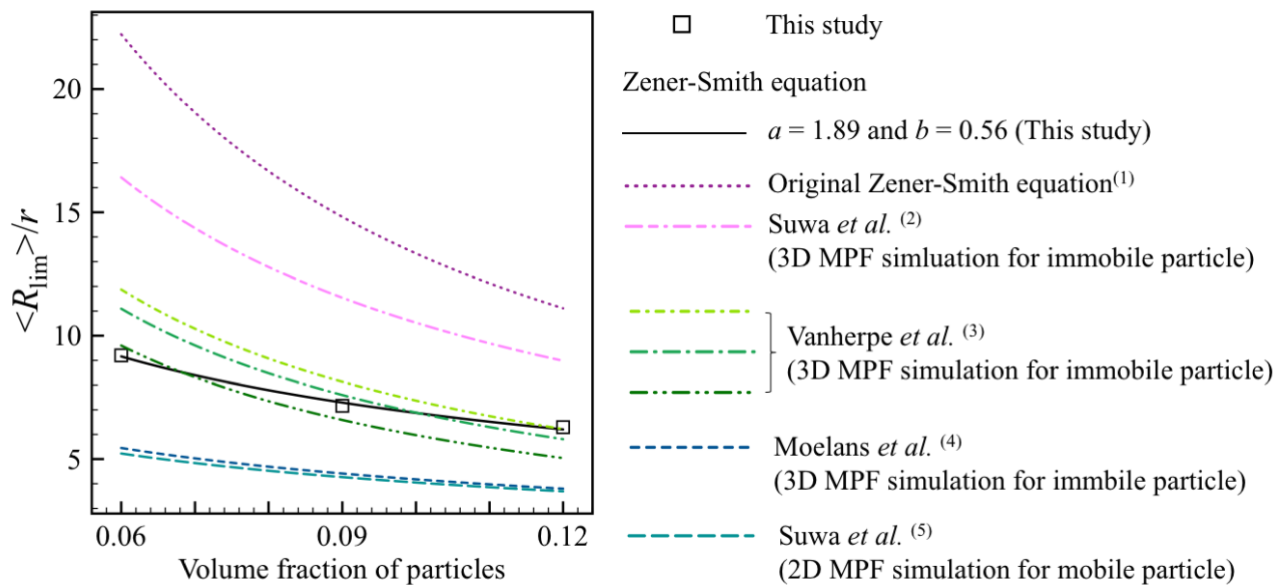 <R_lim>/r
20
15
10
5
0.06
0.09
0.12
Volume fraction of particles
This study
Zener-Smith equation
a = 1.89 and b = 0.56 (This study)
Original Zener-Smith equation(1)
Suwa et al. (2)
(3D MPF simluation for immobile particle)
Vanherpe et al. (3)
(3D MPF simulation for immobile particle)
Moelans et al. (4)
(3D MPF simulation for immbile particle)
Suwa et al. (5)
(2D MPF simulation for mobile particle)